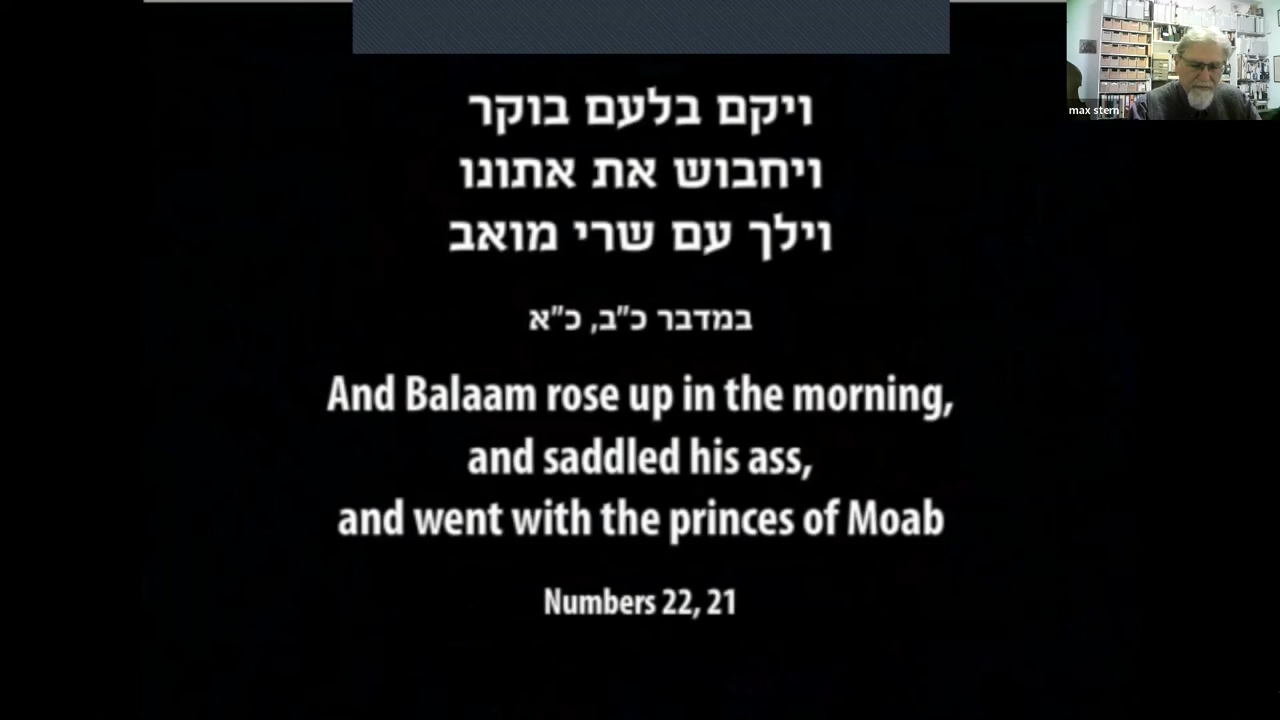 ויקם בלעם בוקר
ויחבוש את אתונו
וילך עם שרי מואב
במדבר כ"ב, כ"א
And Balaam rose up in the morning,
and saddled his ass,
and went with the princes of Moab
Numbers 22, 21
max stern